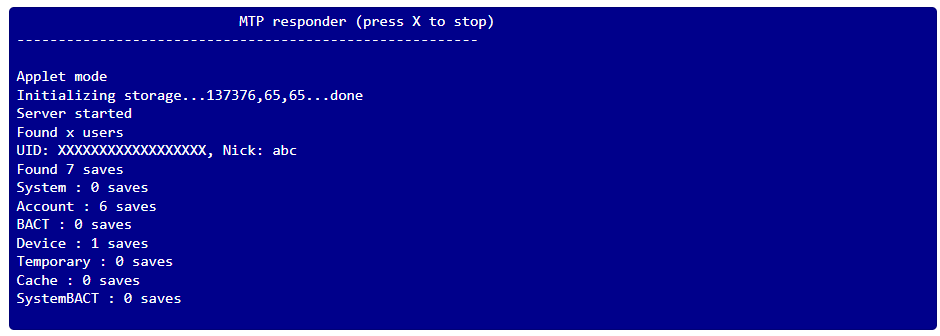 MTP responder (press X to stop)
--------------------------------------------------------
Applet mode
Initializing storage...137376,65,65...done
Server started
Found x users
UID: XXXXXXXXXXXXXXXXXX, Nick: abc
Found 7 saves
System : 0 saves
Account : 6 saves
BACT : 0 saves
Device : 1 saves
Temporary : 0 saves
Cache : 0 saves
SystemBACT : 0 saves